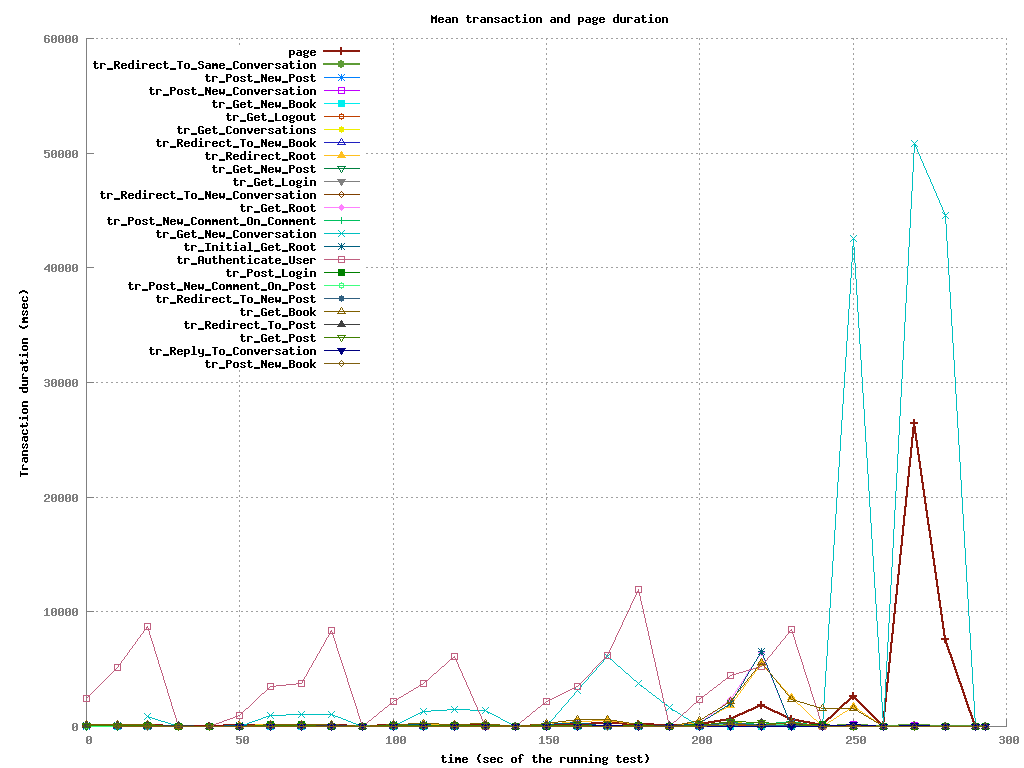 Mean transaction and page duration
60000
50000
40000
30000
20000
10000
0
Transaction duration (msec)
page
tr_Redirect_To_Same_Conversation
tr_Post_New_Post
tr_Post_New_Conversation
tr_Get_New_Book
tr_Get_Logout
tr_Get_Conversations
tr_Redirect_To_New_Book
tr_Redirect_Root
tr_Get_New_Post
tr_Get_Login
tr_Redirect_To_New_Conversation
tr_Get_Root
tr_Post_New_Comment_On_Comment
tr_Get_New_Conversation
tr_Initial_Get_Root
tr_Authenticate_User
tr_Post_Login
tr_Post_New_Comment_On_Post
tr_Redirect_To_New_Post
tr_Get_Book
tr_Redirect_To_Post
tr_Get_Post
tr_Reply_To_Conversation
tr_Post_New_Book
0 50 100 150 200 250 300
time (sec of the running test)